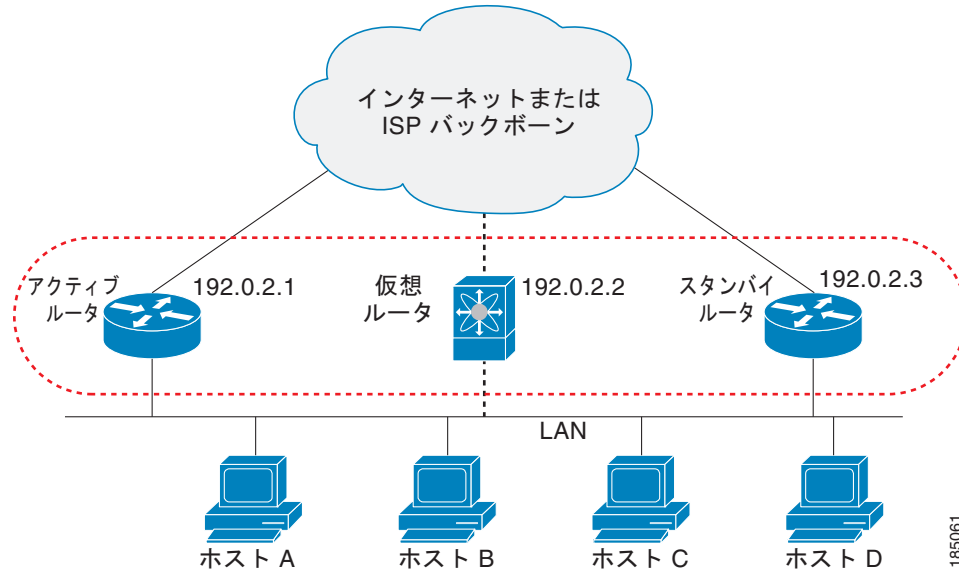 インターネットまたは
ISP バックボーン
アクティブ
ルータ
192.0.2.1
仮想
ルータ
192.0.2.2
スタンバイ
ルータ
192.0.2.3
LAN
ホスト A
ホスト B
ホスト C
ホスト D
185061